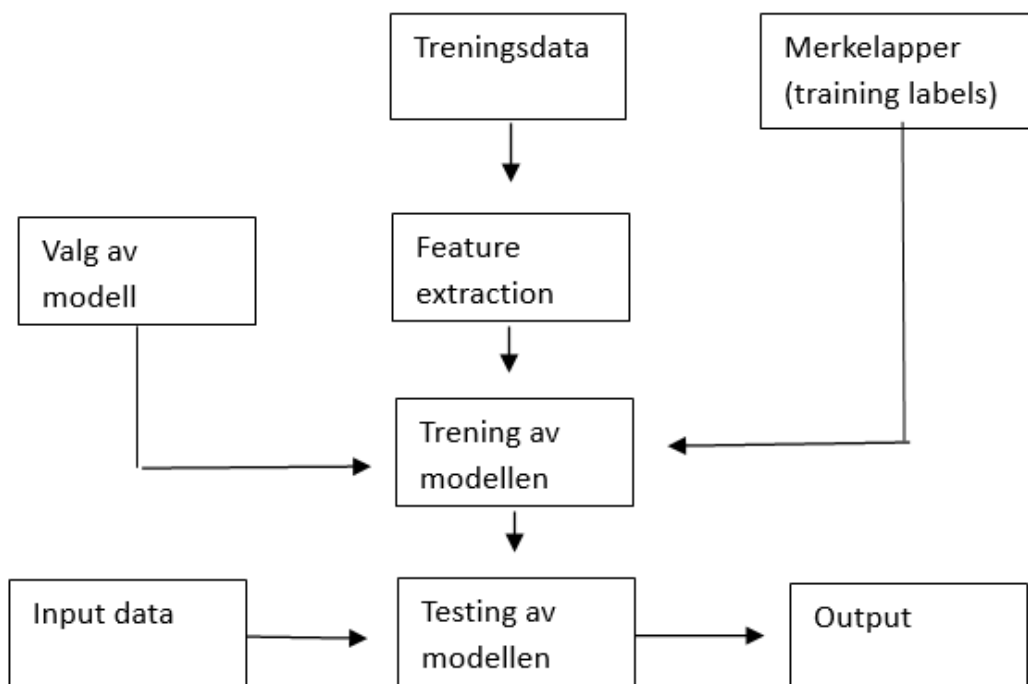 Treningsdata
Merkelapper
(training labels)
Valg av
modell
Feature
extraction
Trening av
modellen
Input data
Testing av
modellen
Output